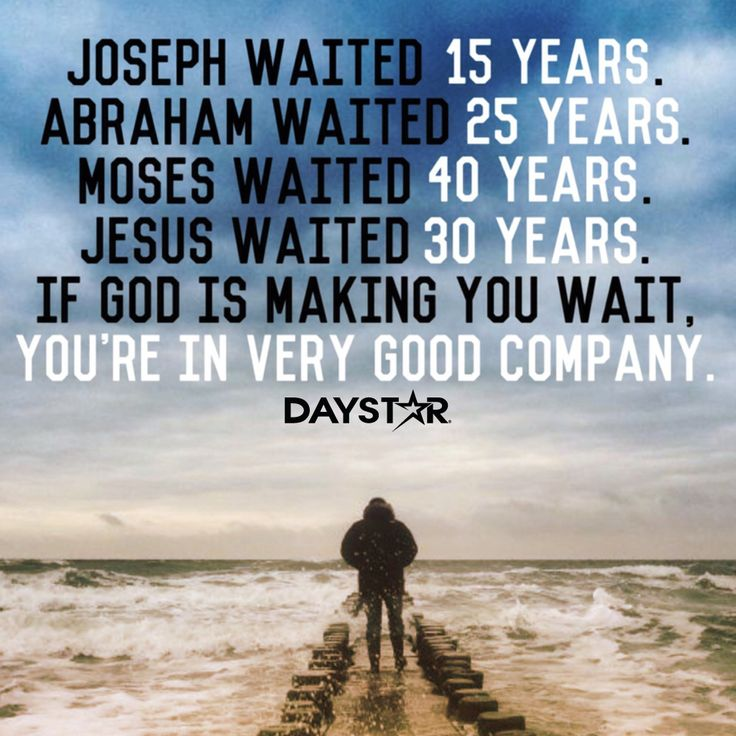 JOSEPH WAITED 15 YEARS.
ABRAHAM WAITED 25 YEARS.
MOSES WAITED 40 YEARS.
JESUS WAITED 30 YEARS.
IF GOD IS MAKING YOU WAIT,
YOU'RE IN VERY GOOD COMPANY.
DAYSTAR